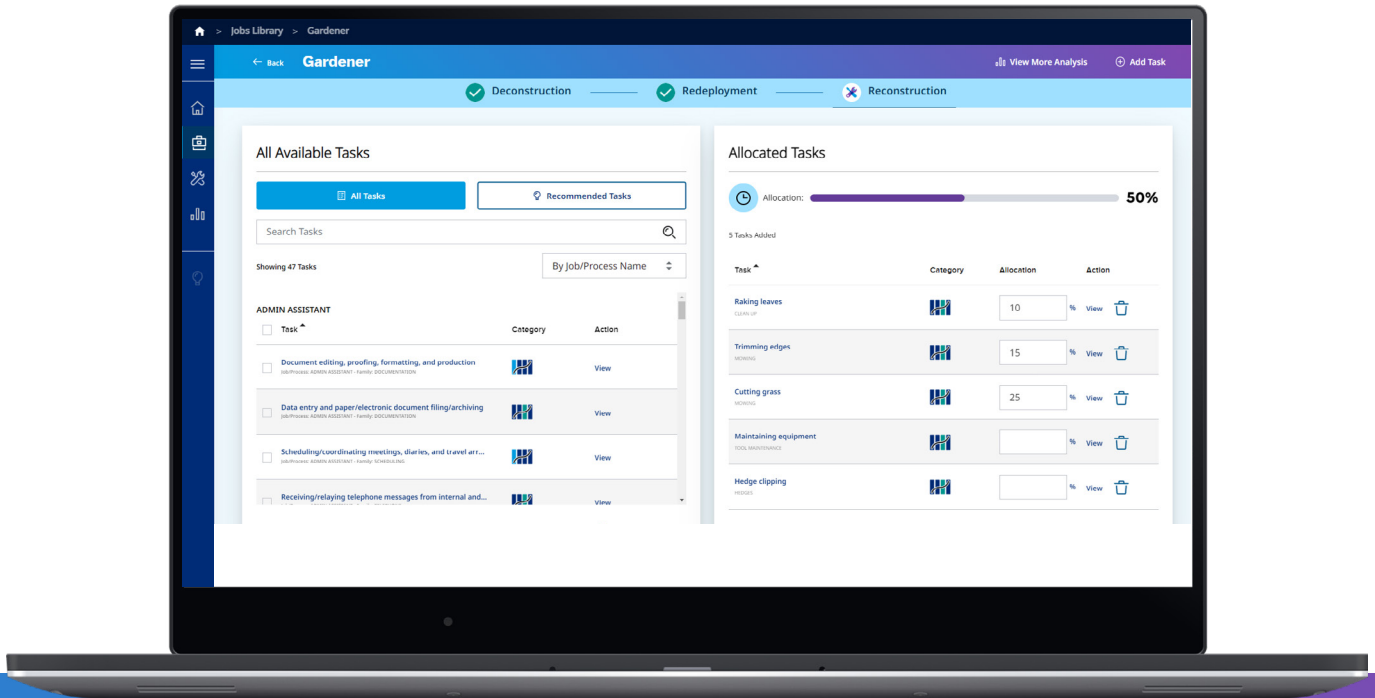 > Jobs Library > Gardener
← Back Gardener
View More Analysis Add Task
Deconstruction Redeployment Reconstruction
All Available Tasks
All Tasks Recommended Tasks
Search Tasks
Showing 47 Tasks By Job/Process Name
ADMIN ASSISTANT
Task Category Action
Document editing, proofing, formatting, and production View
Job/Process: ADMIN ASSISTANT - Family: DOCUMENTATION
Data entry and paper/electronic document filing/archiving View
Job/Process: ADMIN ASSISTANT - Family: DOCUMENTATION
Scheduling/coordinating meetings, diaries, and travel arr... View
Job/Process: ADMIN ASSISTANT - Family: SCHEDULING
Receiving/relaying telephone messages from internal and... View
Allocated Tasks
Allocation: 50%
5 Tasks Added
Task Category Allocation Action
Raking leaves 10 % View
CLEAN UP
Trimming edges 15 % View
MOWING
Cutting grass 25 % View
MOWING
Maintaining equipment % View
TOOL MAINTENANCE
Hedge clipping % View
HEDGES